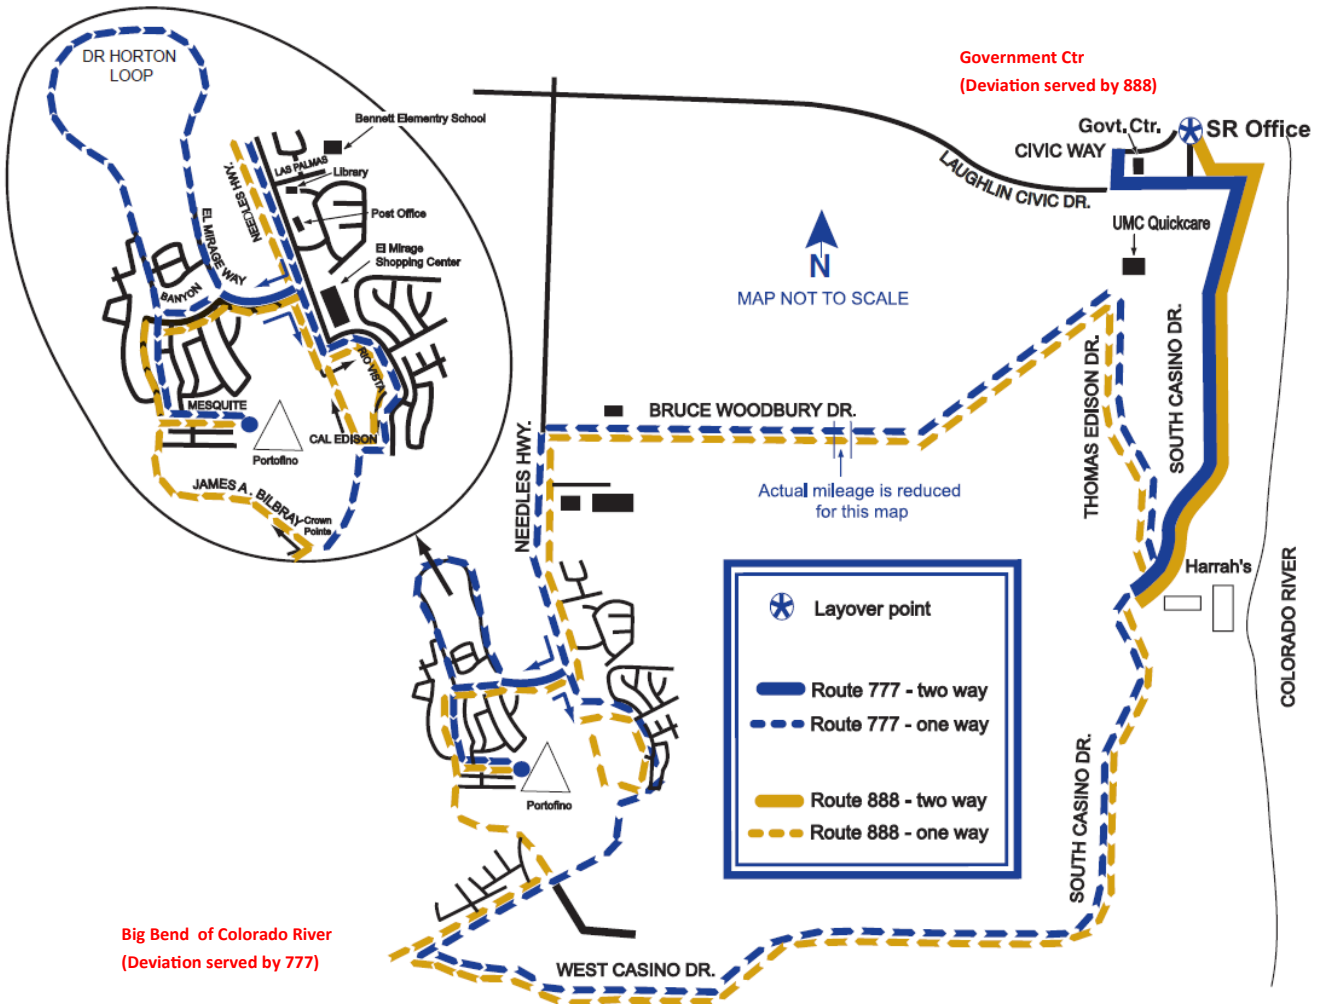 DR HORTON
LOOP
Bennett Elementry School
LAS PALMAS
Library
NEEDLES HWY.
Post Office
El Mirage
Shopping Center
EL MIRAGE WAY
BANYON
RIO VISTA
MESQUITE
CAL EDISON
Portofino
JAMES A. BILBRAY
Crown
Pointe
Government Ctr
(Deviation served by 888)
Govt. Ctr.
SR Office
CIVIC WAY
LAUGHLIN CIVIC DR.
UMC Quickcare
N
MAP NOT TO SCALE
SOUTH CASINO DR.
THOMAS EDISON DR.
BRUCE WOODBURY DR.
NEEDLES HWY.
Actual mileage is reduced
for this map
Harrah's
COLORADO RIVER
Layover point
Route 777 - two way
Route 777 - one way
Route 888 - two way
Route 888 - one way
Portofino
SOUTH CASINO DR.
Big Bend of Colorado River
(Deviation served by 777)
WEST CASINO DR.